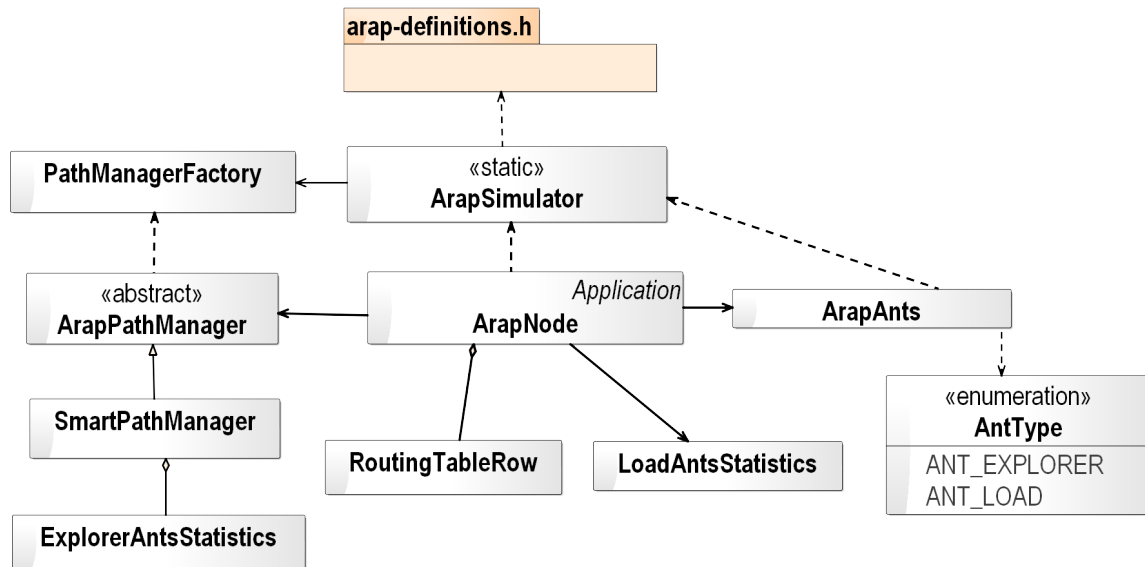 arap-definitions.h
PathManagerFactory
«static»
ArapSimulator
«abstract»
ArapPathManager
Application
ArapNode
ArapAnts
«enumeration»
AntType
ANT_EXPLORER
ANT_LOAD
SmartPathManager
RoutingTableRow
LoadAntsStatistics
ExplorerAntsStatistics